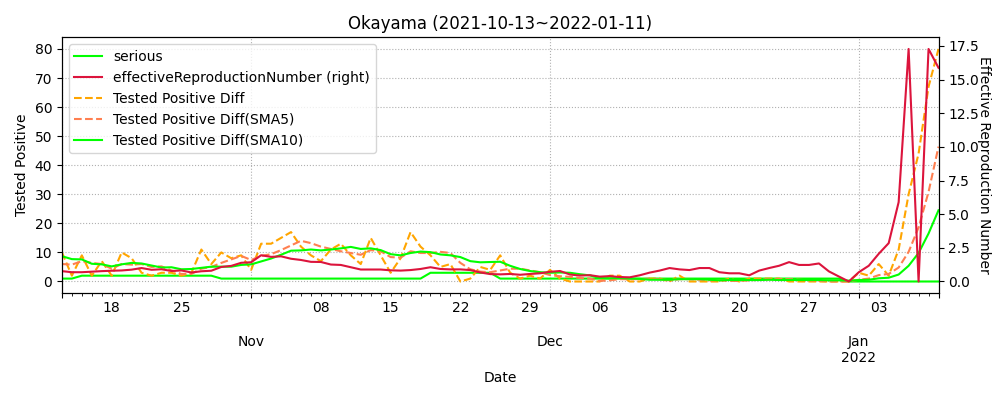 Okayama (2021-10-13~2022-01-11)
serious
effectiveReproductionNumber (right)
Tested Positive Diff
Tested Positive Diff(SMA5)
Tested Positive Diff(SMA10)
Tested Positive
80
70
60
50
40
30
20
10
0
17.5
15.0
12.5
10.0
7.5
5.0
2.5
0.0
Effective Reproduction Number
18 25 08 15 22 29 06 13 20 27 03
Nov Dec Jan
2022
Date